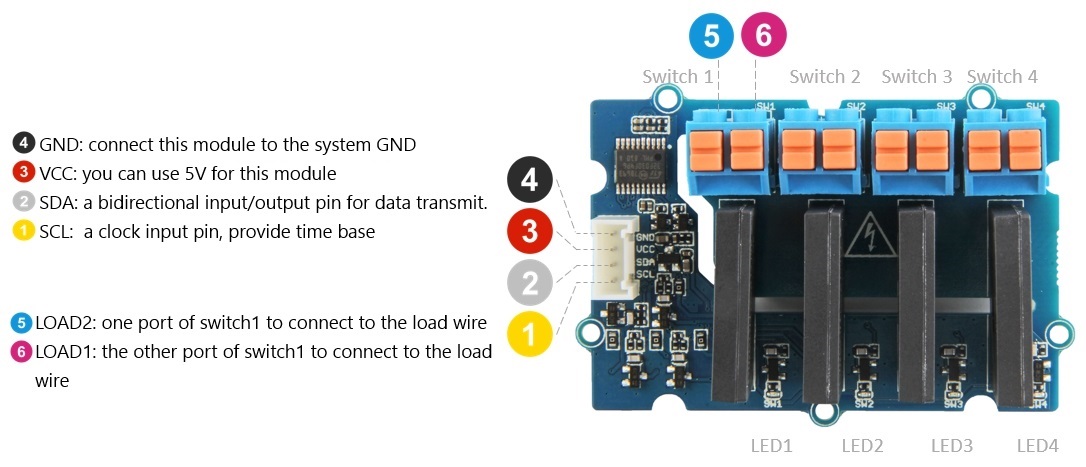 5 6
Switch 1 Switch 2 Switch 3 Switch 4
SW1 SW2 SW3 SW4
4 GND: connect this module to the system GND
3 VCC: you can use 5V for this module
2 SDA: a bidirectional input/output pin for data transmit.
1 SCL: a clock input pin, provide time base
5 LOAD2: one port of switch1 to connect to the load wire
6 LOAD1: the other port of switch1 to connect to the load
wire
4
3
2
1
GND
VCC
SDA
SCL
SW1 SW2 SW3 SW4
LED1 LED2 LED3 LED4